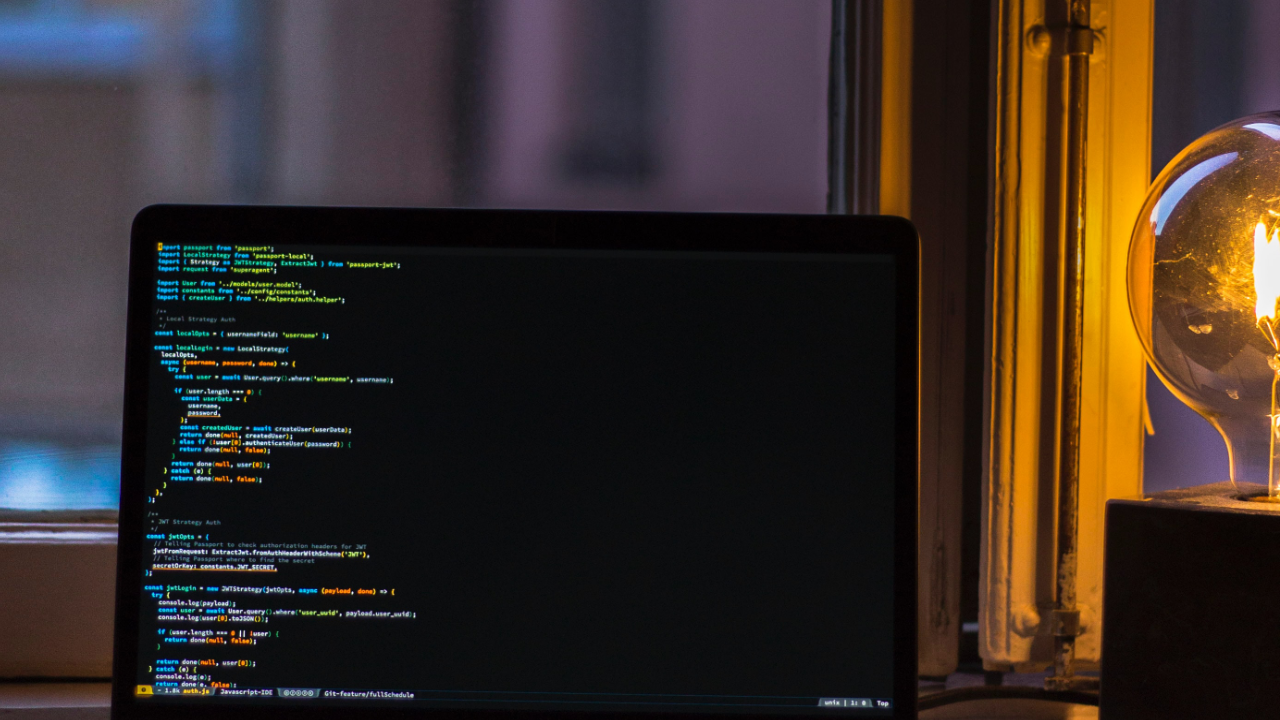 import passport from 'passport';
import LocalStrategy from 'passport-local';
import { Strategy as JWTStrategy, ExtractJwt } from 'passport-jwt';
import request from 'superagent';
import User from '../models/user.model';
import constants from '../config/constants';
import { createUser } from '../helpers/auth.helper';
/**
* Local Strategy Auth
*/
const localOpts = { usernameField: 'username' };
const localLogin = new LocalStrategy(
localOpts,
async (username, password, done) => {
try {
const user = await User.query().where('username', username);
if (user.length === 0) {
const userData = {
username,
password,
};
const createdUser = await createUser(userData);
return done(null, createdUser);
} else if (!user[0].authenticateUser(password)) {
return done(null, false);
}
return done(null, user[0]);
} catch (e) {
return done(null, false);
}
},
);
/**
* JWT Strategy Auth
*/
const jwtOpts = {
// Telling Passport to check authorization headers for JWT
jwtFromRequest: ExtractJwt.fromAuthHeaderWithScheme('JWT'),
// Telling Passport where to find the secret
secretOrKey: constants.JWT_SECRET,
};
const jwtLogin = new JWTStrategy(jwtOpts, async (payload, done) => {
try {
console.log(payload);
const user = await User.query().where('user_uuid', payload.user_uuid);
console.log(user[0].toJSON());
if (user.length === 0 || !user) {
return done(null, false);
}
return done(null, user[0]);
} catch (e) {
console.log(e);
return done(e, false);
- 1.8k auth.js Javascript-IDE Git-feature/fullSchedule unix | 1: 0 Top